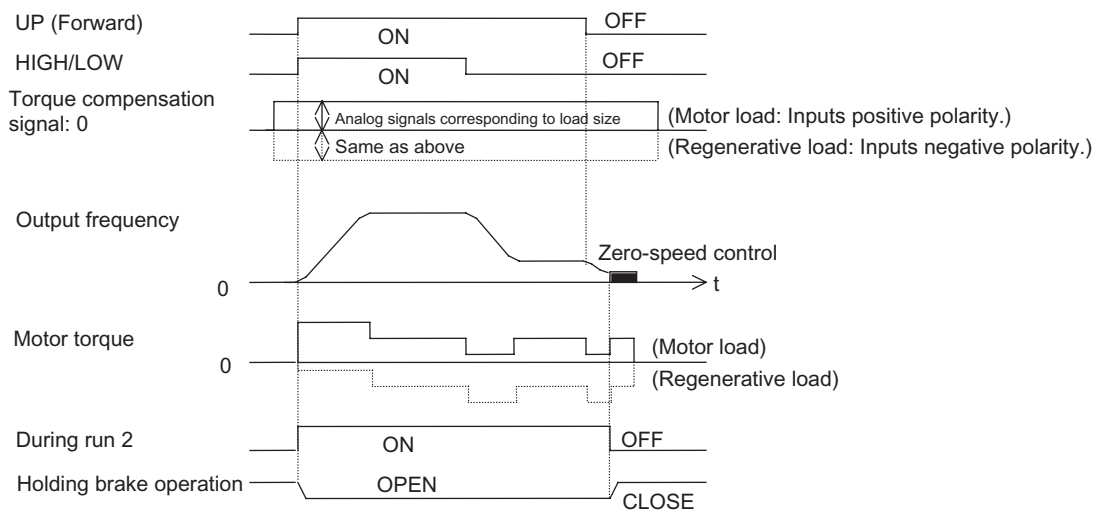 UP (Forward)
ON
OFF
HIGH/LOW
ON
OFF
Torque compensation
signal: 0
Analog signals corresponding to load size
(Motor load: Inputs positive polarity.)
Same as above
(Regenerative load: Inputs negative polarity.)
Output frequency
Zero-speed control
0
t
Motor torque
0
(Motor load)
(Regenerative load)
During run 2
ON
OFF
Holding brake operation
OPEN
CLOSE